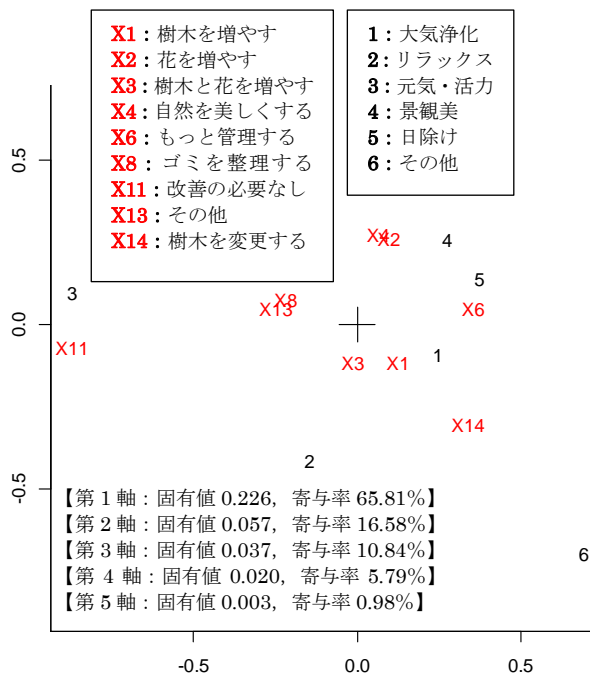 X1：樹木を増やす
X2：花を増やす
X3：樹木と花を増やす
X4：自然を美しくする
X6：もっと管理する
X8：ゴミを整理する
X11：改善の必要なし
X13：その他
X14：樹木を変更する
1：大気浄化
2：リラックス
3：元気・活力
4：景観美
5：日除け
6：その他
0.5
0.0
-0.5
X4
X2
4
5
3
X8
X13
X6
X11
X3
X1
1
X14
2
6
【第1軸：固有値 0.226，寄与率 65.81%】
【第2軸：固有値 0.057，寄与率 16.58%】
【第3軸：固有値 0.037，寄与率 10.84%】
【第 4 軸：固有値 0.020，寄与率 5.79%】
【第5軸：固有値 0.003，寄与率 0.98%】
-0.5
0.0
0.5